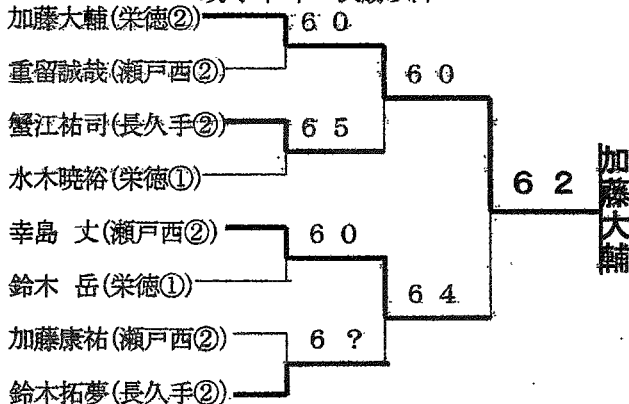 加藤大輔(栄徳②)
6 0
重留誠哉(瀬戸西②)
6 0
蟹江祐司(長久手②)
6 5
水木暁裕(栄徳①)
6 2
加藤大輔
幸島 丈(瀬戸西②)
6 0
鈴木 岳(栄徳①)
6 4
加藤康祐(瀬戸西②)
6 ?
鈴木拓夢(長久手②)